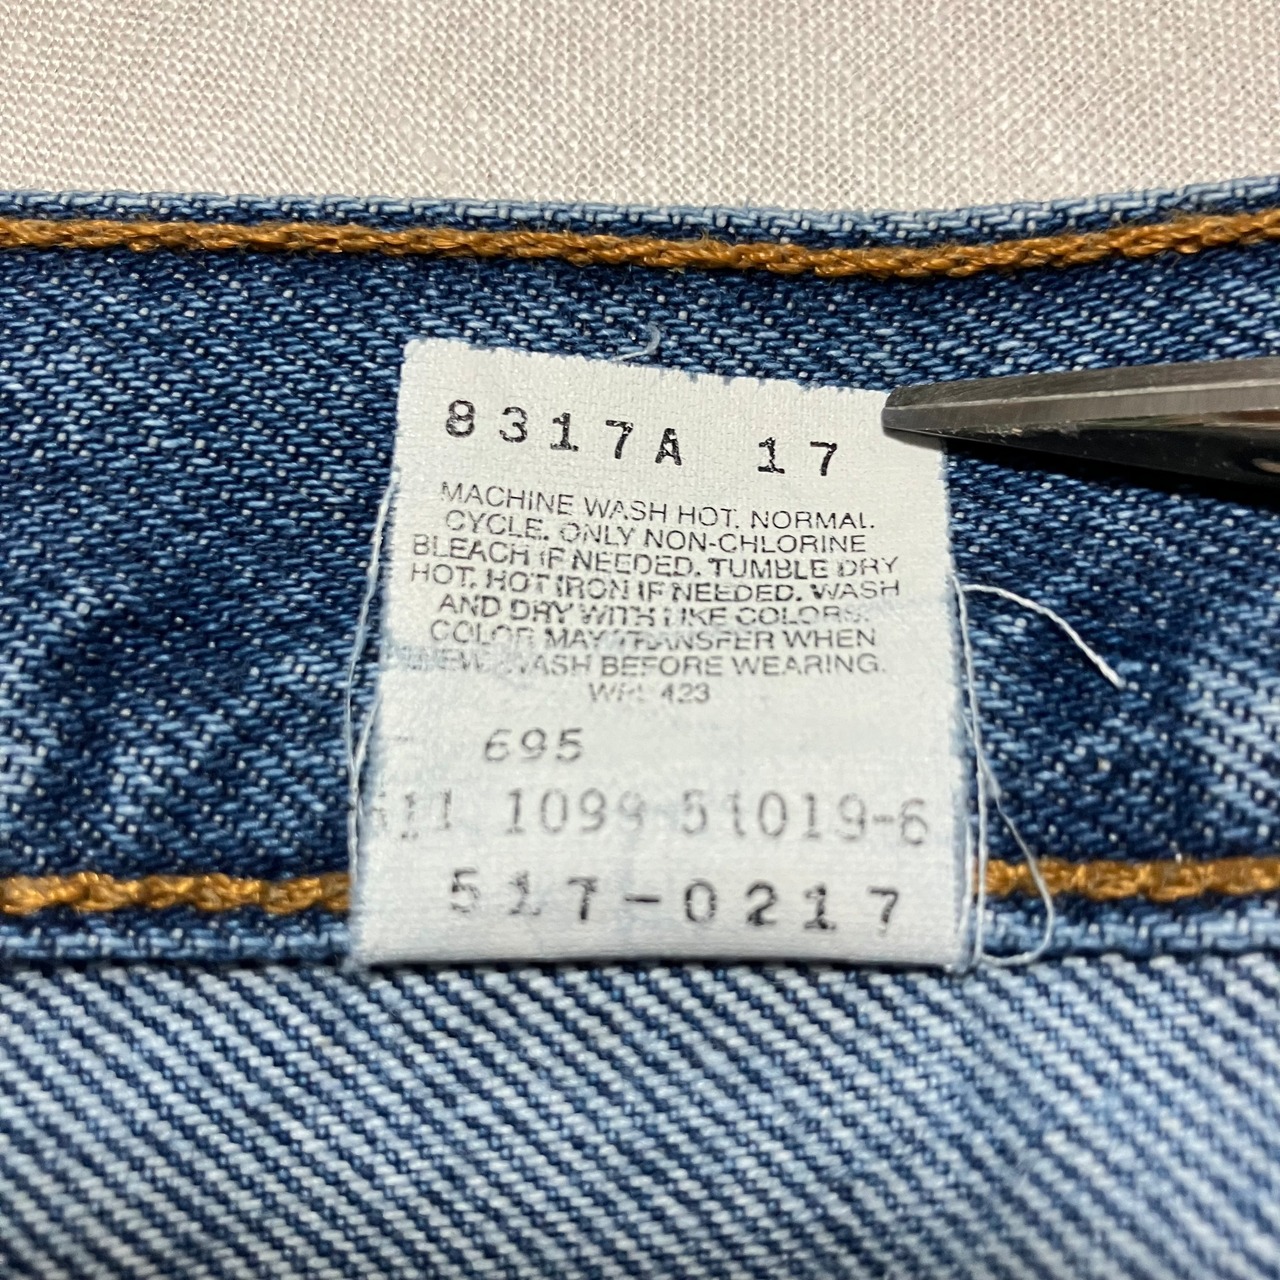 8317A 17
MACHINE WASH HOT. NORMAL
CYCLE. ONLY NON-CHLORINE
BLEACH IF NEEDED. TUMBLE DRY
HOT. HOT IRON IF NEEDED. WASH
AND DRY WITH LIKE COLORS.
COLOR MAY TRANSFER WHEN
NEW. WASH BEFORE WEARING.
WPL 423
695
1099
517-0217